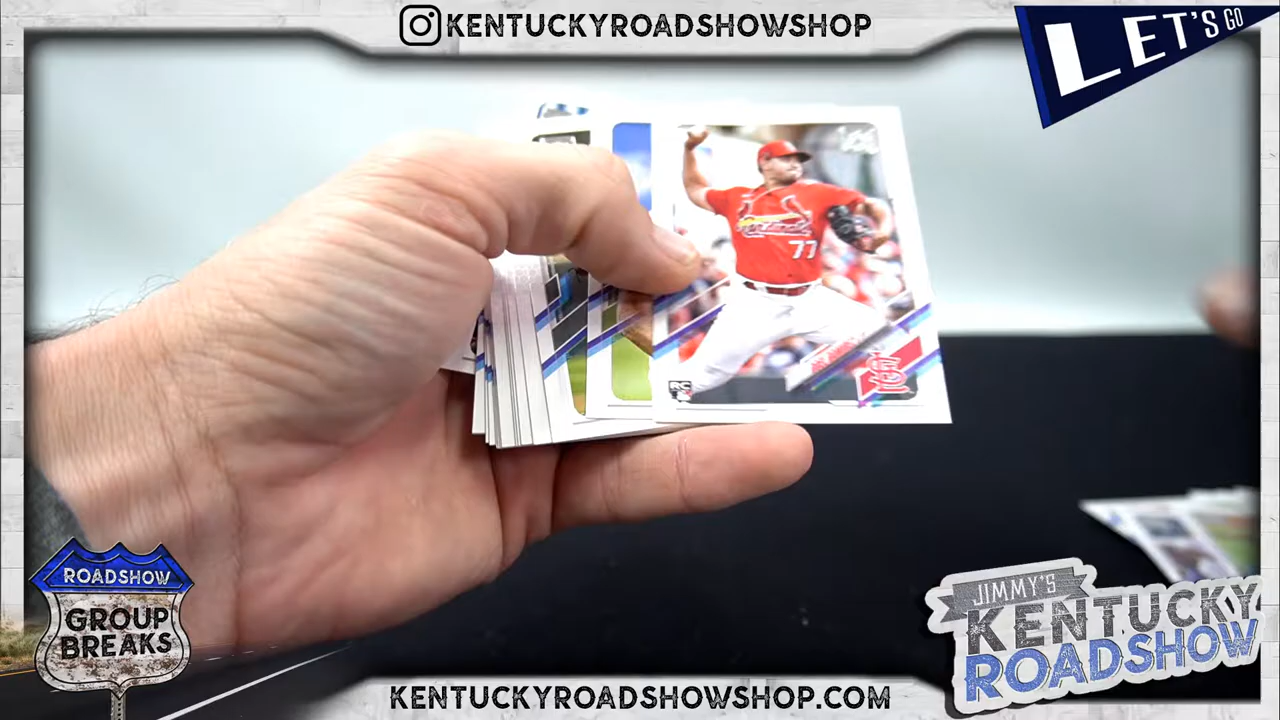 KENTUCKYROADSHOWSHOP
LET'S GO
Cardinals
77
RC
ROADSHOW
GROUP
BREAKS
JIMMY'S
KENTUCKY
ROADSHOW
KENTUCKYROADSHOWSHOP.COM